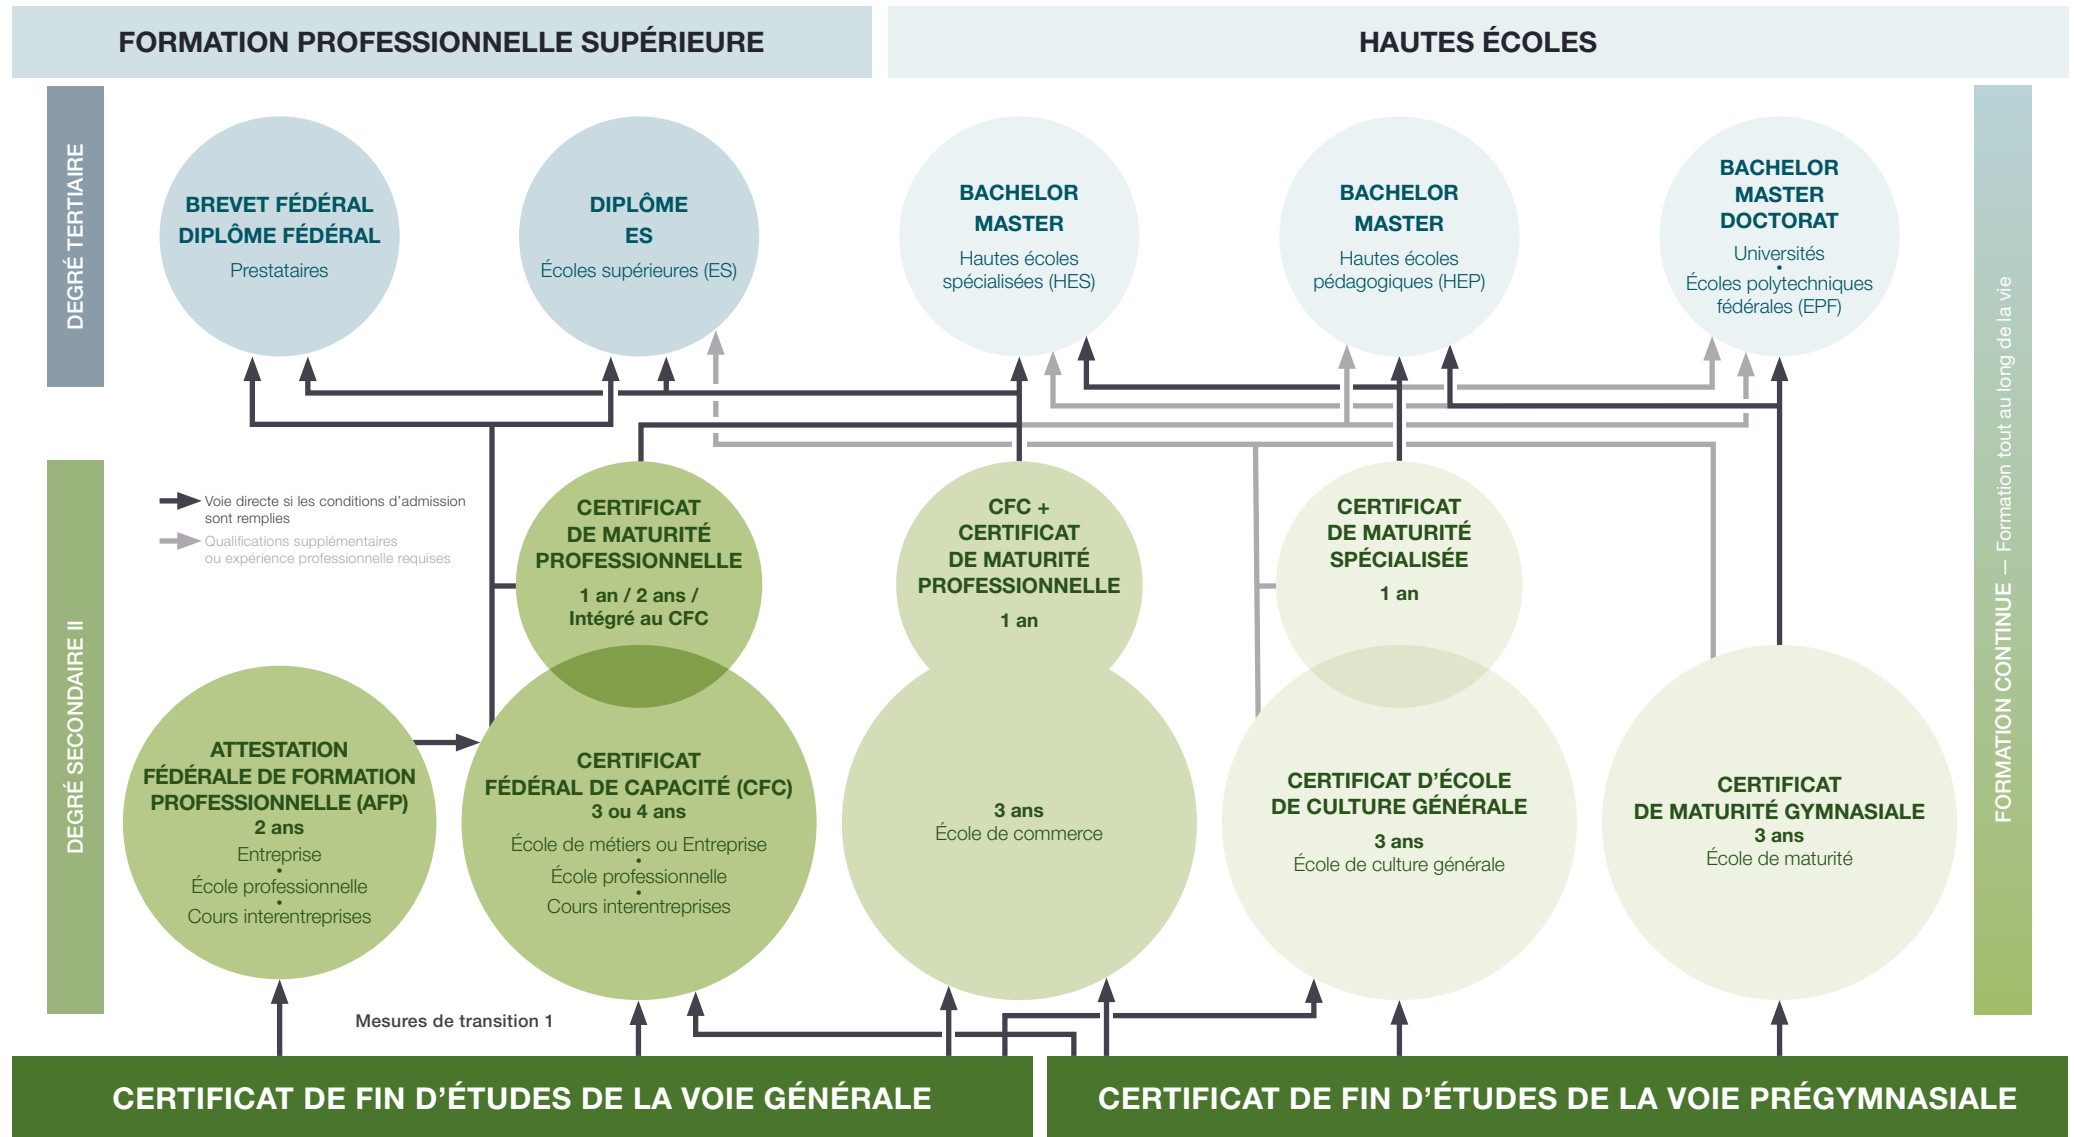 FORMATION PROFESSIONNELLE SUPÉRIEURE
HAUTES ÉCOLES
DEGRÉ TERTIAIRE
BREVET FÉDÉRAL
DIPLÔME FÉDÉRAL
Prestataires
DIPLÔME
ES
Écoles supérieures (ES)
BACHELOR
MASTER
Hautes écoles
spécialisées (HES)
BACHELOR
MASTER
Hautes écoles
pédagogiques (HEP)
BACHELOR
MASTER
DOCTORAT
Universités
•
Écoles polytechniques
fédérales (EPF)
FORMATION CONTINUE — Formation tout au long de la vie
DEGRÉ SECONDAIRE II
Voie directe si les conditions d'admission
sont remplies
Qualifications supplémentaires
ou expérience professionnelle requises
CERTIFICAT
DE MATURITÉ
PROFESSIONNELLE
1 an / 2 ans /
Intégré au CFC
CFC +
CERTIFICAT
DE MATURITÉ
PROFESSIONNELLE
1 an
CERTIFICAT
DE MATURITÉ
SPÉCIALISÉE
1 an
ATTESTATION
FÉDÉRALE DE FORMATION
PROFESSIONNELLE (AFP)
2 ans
Entreprise
•
École professionnelle
•
Cours interentreprises
CERTIFICAT
FÉDÉRAL DE CAPACITÉ (CFC)
3 ou 4 ans
École de métiers ou Entreprise
•
École professionnelle
•
Cours interentreprises
3 ans
École de commerce
CERTIFICAT D'ÉCOLE
DE CULTURE GÉNÉRALE
3 ans
École de culture générale
CERTIFICAT
DE MATURITÉ GYMNASIALE
3 ans
École de maturité
Mesures de transition 1
CERTIFICAT DE FIN D'ÉTUDES DE LA VOIE GÉNÉRALE
CERTIFICAT DE FIN D'ÉTUDES DE LA VOIE PRÉGYMNASIALE